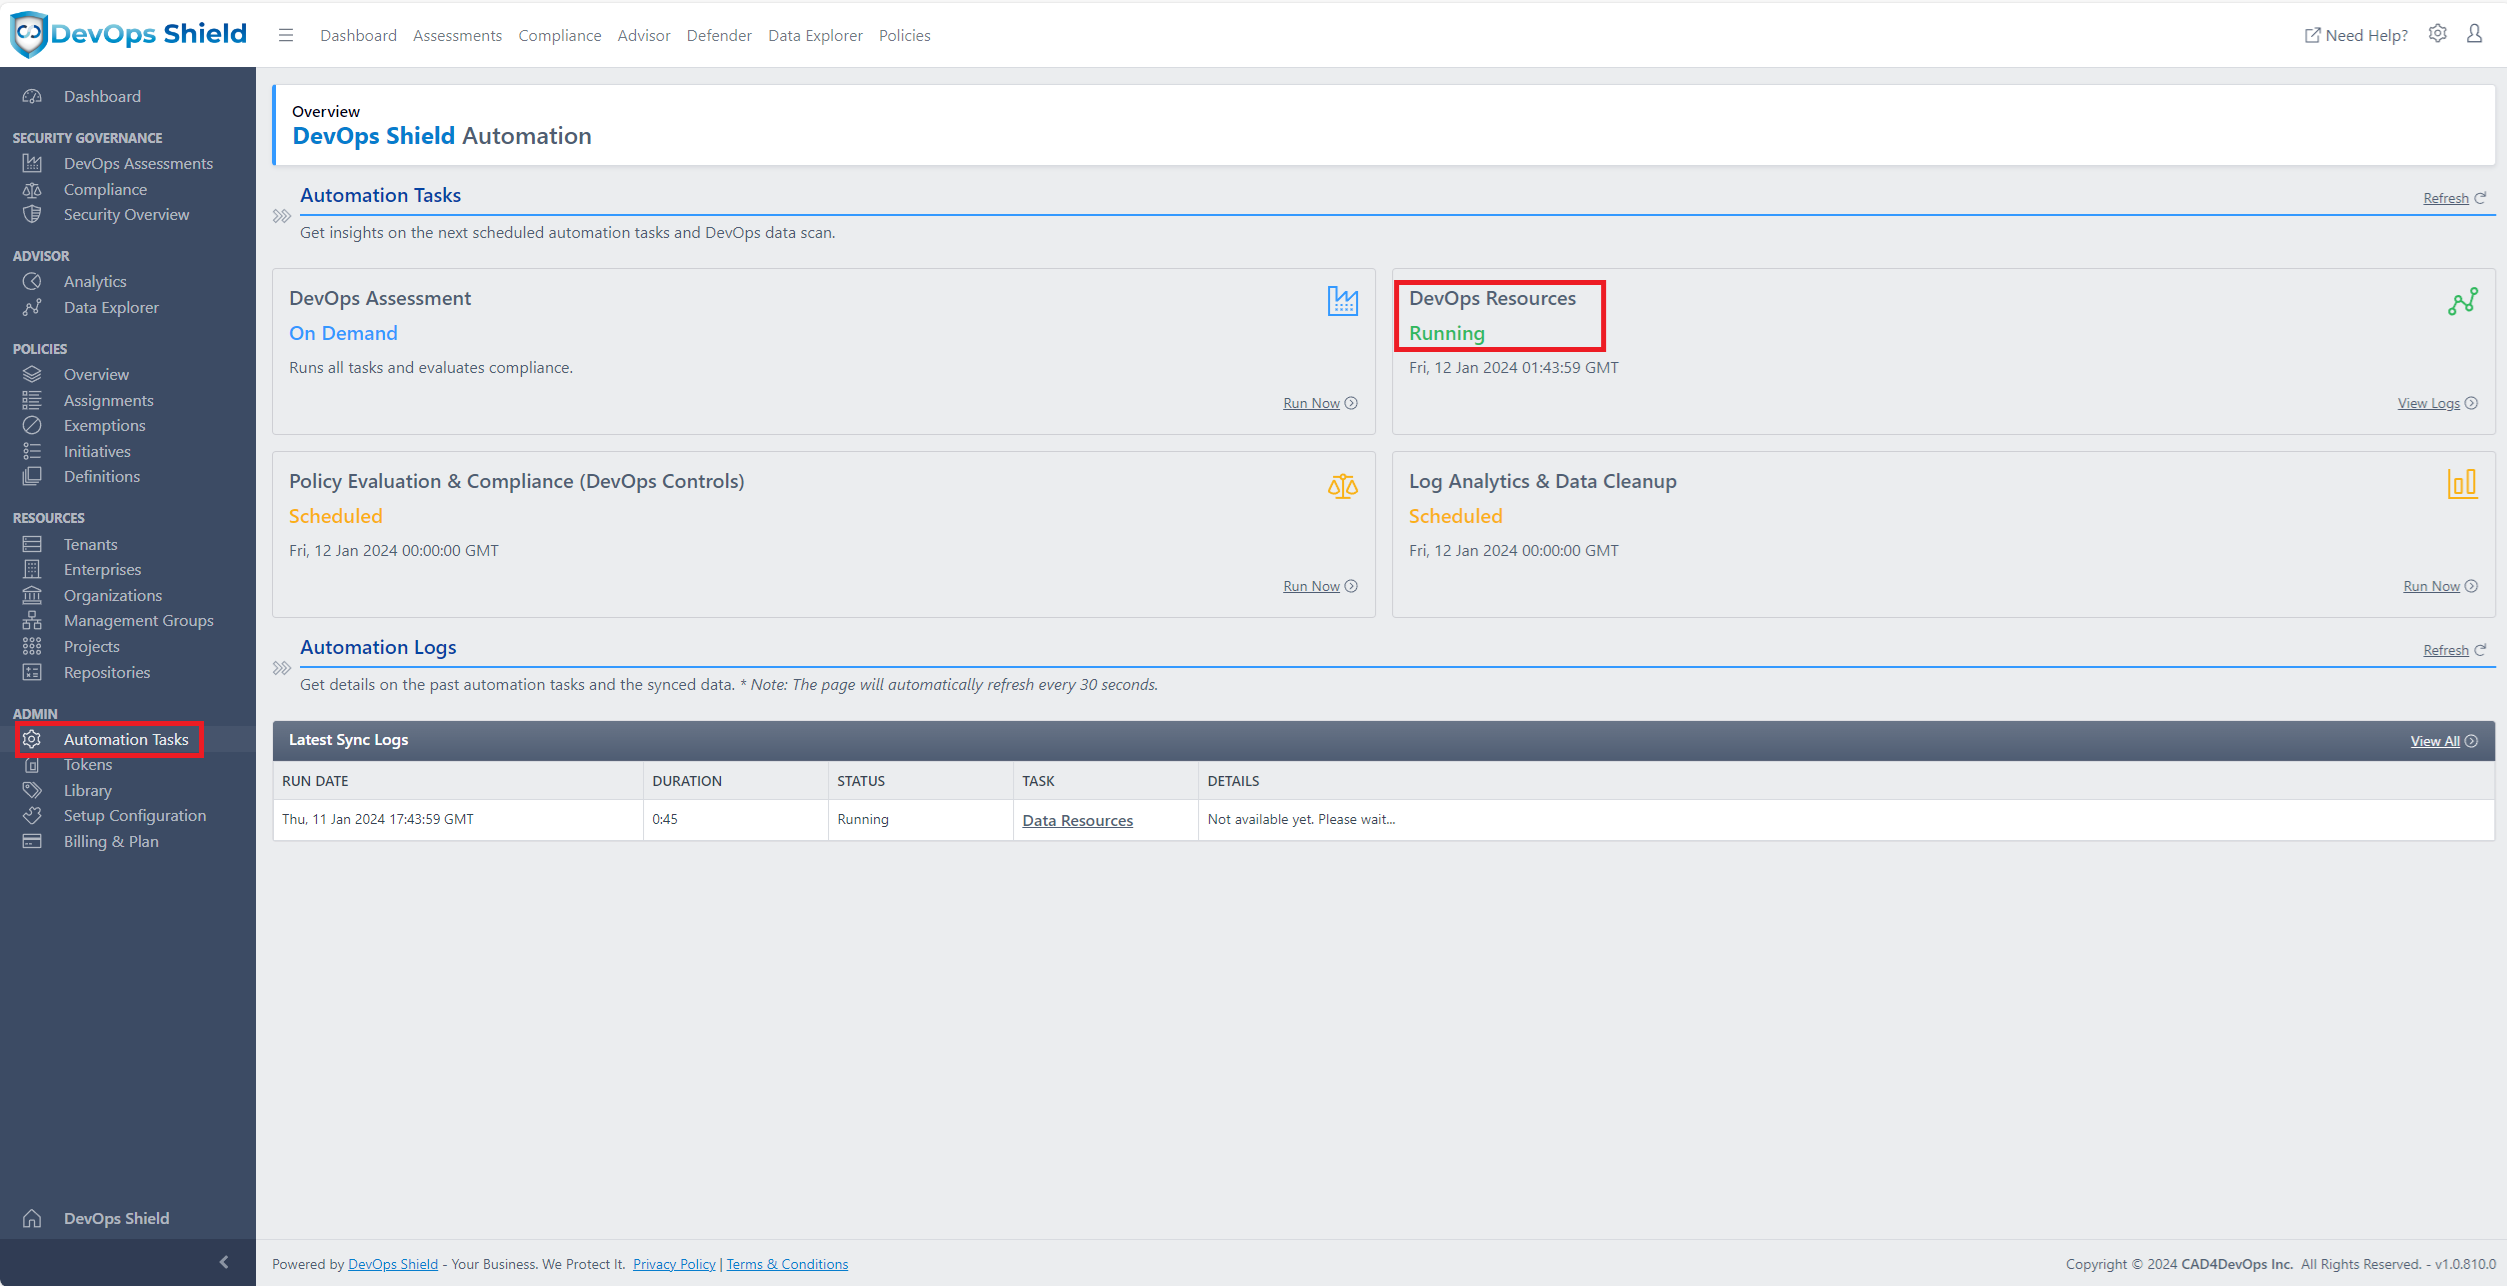 DevOps Shield
Dashboard Assessments Compliance Advisor Defender Data Explorer Policies
Need Help?
Dashboard
SECURITY GOVERNANCE
DevOps Assessments
Compliance
Security Overview
ADVISOR
Analytics
Data Explorer
POLICIES
Overview
Assignments
Exemptions
Initiatives
Definitions
RESOURCES
Tenants
Enterprises
Organizations
Management Groups
Projects
Repositories
ADMIN
Automation Tasks
Tokens
Library
Setup Configuration
Billing & Plan
DevOps Shield
Overview
DevOps Shield Automation
Automation Tasks
Refresh
Get insights on the next scheduled automation tasks and DevOps data scan.
DevOps Assessment
On Demand
Runs all tasks and evaluates compliance.
Run Now
DevOps Resources
Running
Fri, 12 Jan 2024 01:43:59 GMT
View Logs
Policy Evaluation & Compliance (DevOps Controls)
Scheduled
Fri, 12 Jan 2024 00:00:00 GMT
Run Now
Log Analytics & Data Cleanup
Scheduled
Fri, 12 Jan 2024 00:00:00 GMT
Run Now
Automation Logs
Refresh
Get details on the past automation tasks and the synced data. * Note: The page will automatically refresh every 30 seconds.
Latest Sync Logs
View All
RUN DATE DURATION STATUS TASK DETAILS
Thu, 11 Jan 2024 17:43:59 GMT 0:45 Running Data Resources Not available yet. Please wait...
Powered by DevOps Shield - Your Business. We Protect It. Privacy Policy | Terms & Conditions
Copyright © 2024 CAD4DevOps Inc. All Rights Reserved. - v1.0.810.0